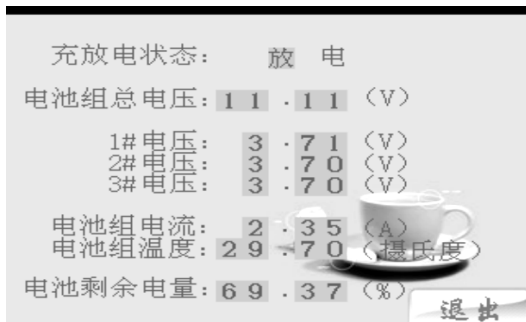 充放电状态: 放 电
电池组总电压: 11.11 (V)
1#电压: 3.71 (V)
2#电压: 3.70 (V)
3#电压: 3.70 (V)
电池组电流: 2.35 (A)
电池组温度: 29.70 (摄氏度)
电池剩余电量: 69.37 (%)
退出